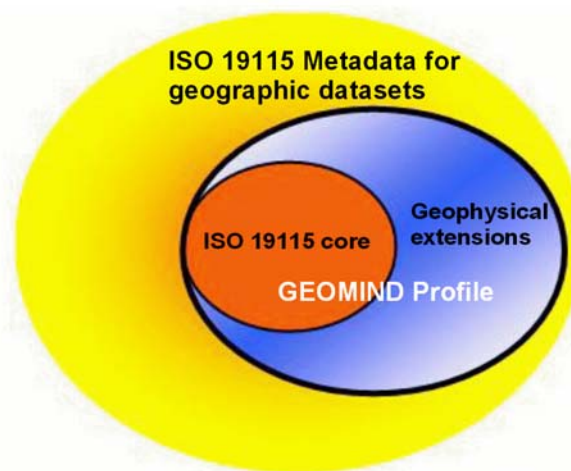 ISO 19115 Metadata for
geographic datasets
Geophysical
extensions
ISO 19115 core
GEOMIND Profile